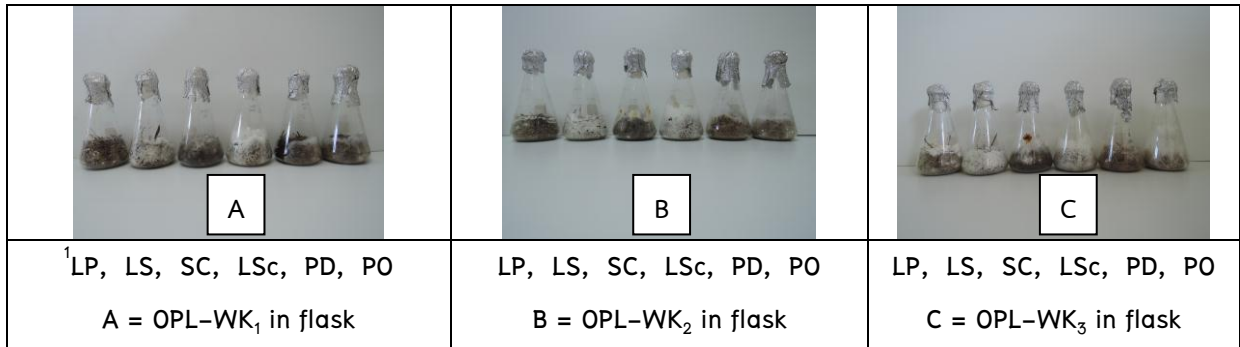 A
B
C
¹LP, LS, SC, LSc, PD, PO
LP, LS, SC, LSc, PD, PO
LP, LS, SC, LSc, PD, PO
A = OPL–WK₁ in flask
B = OPL–WK₂ in flask
C = OPL–WK₃ in flask